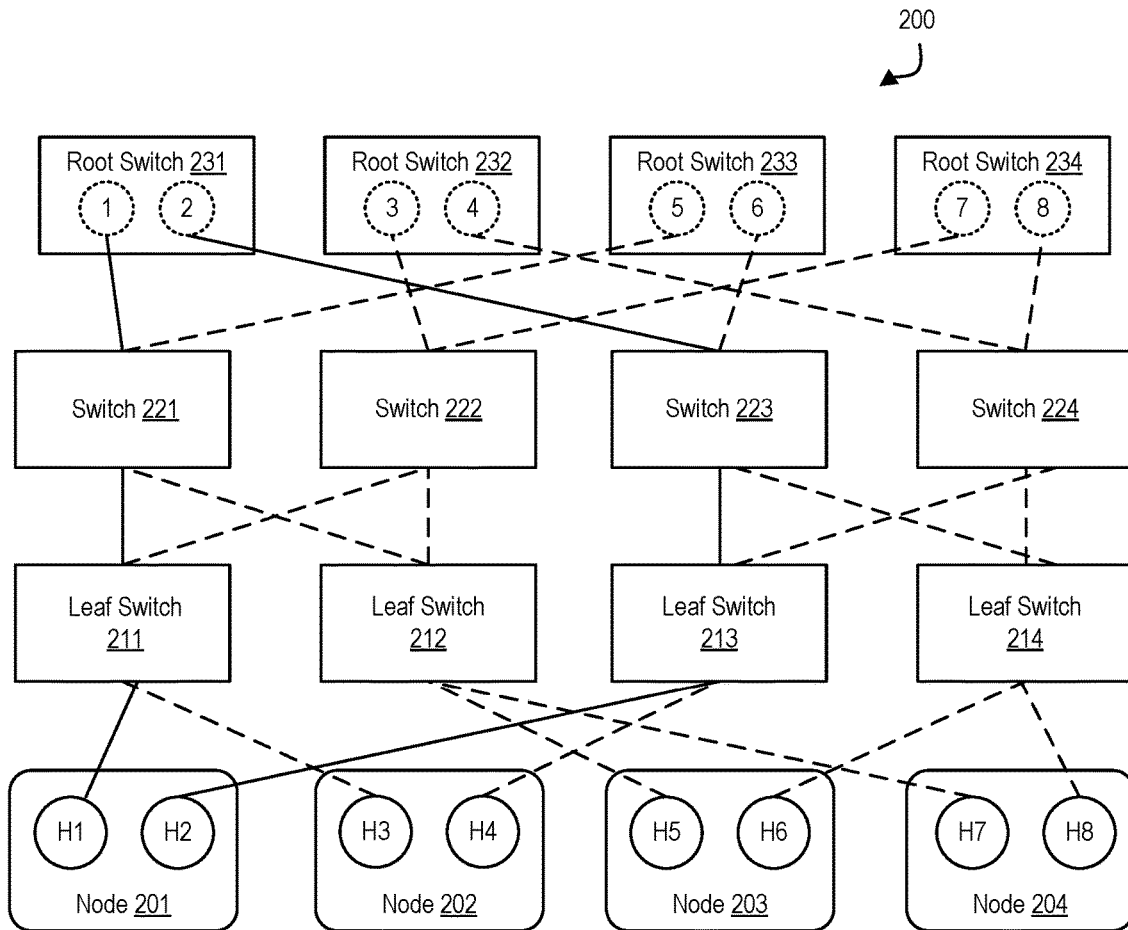 200
Root Switch 231
1 2
Root Switch 232
3 4
Root Switch 233
5 6
Root Switch 234
7 8
Switch 221
Switch 222
Switch 223
Switch 224
Leaf Switch
211
Leaf Switch
212
Leaf Switch
213
Leaf Switch
214
H1 H2
Node 201
H3 H4
Node 202
H5 H6
Node 203
H7 H8
Node 204